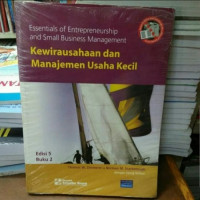 Essentials of Entrepreneurship
and Small Business Management
Kewirausahaan dan
Manajemen Usaha Kecil
Edisi 5
Buku 2